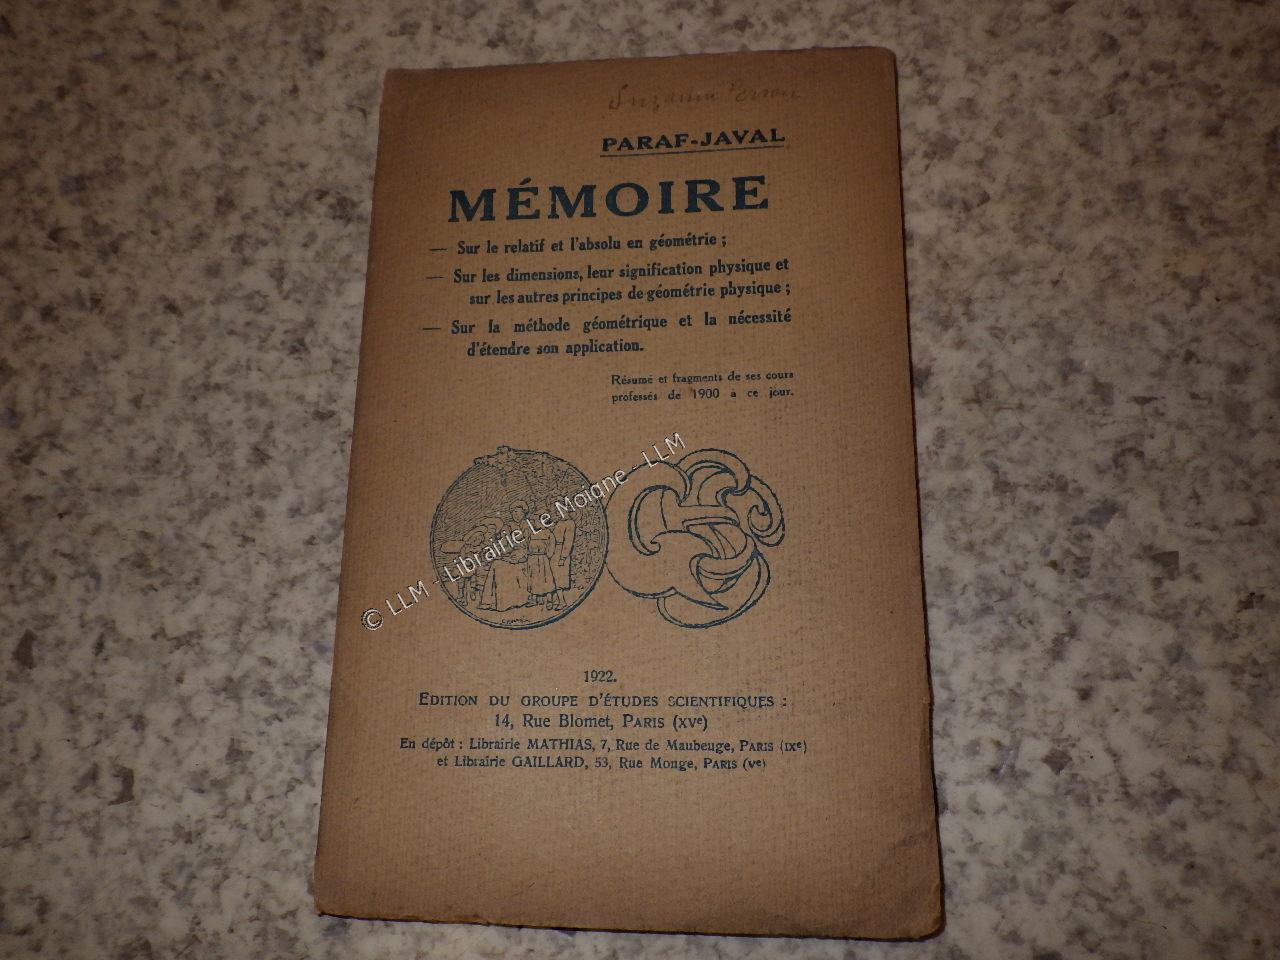 Suzanne
PARAF-JAVAL
MÉMOIRE
— Sur le relatif et l'absolu en géométrie ;
— Sur les dimensions, leur signification physique et
sur les autres principes de géométrie physique ;
— Sur la méthode géométrique et la nécessité
d'étendre son application.
Résumé et fragments de ses cours
professés de 1900 a ce jour.
© LLM - Librairie Le Moigne - LLM
1922.
EDITION DU GROUPE D'ÉTUDES SCIENTIFIQUES :
14, Rue Blomet, PARIS (XVe)
En dépôt : Librairie MATHIAS, 7, Rue de Maubeuge, PARIS (IXe)
et Librairie GAILLARD, 53, Rue Monge, PARIS (Ve)